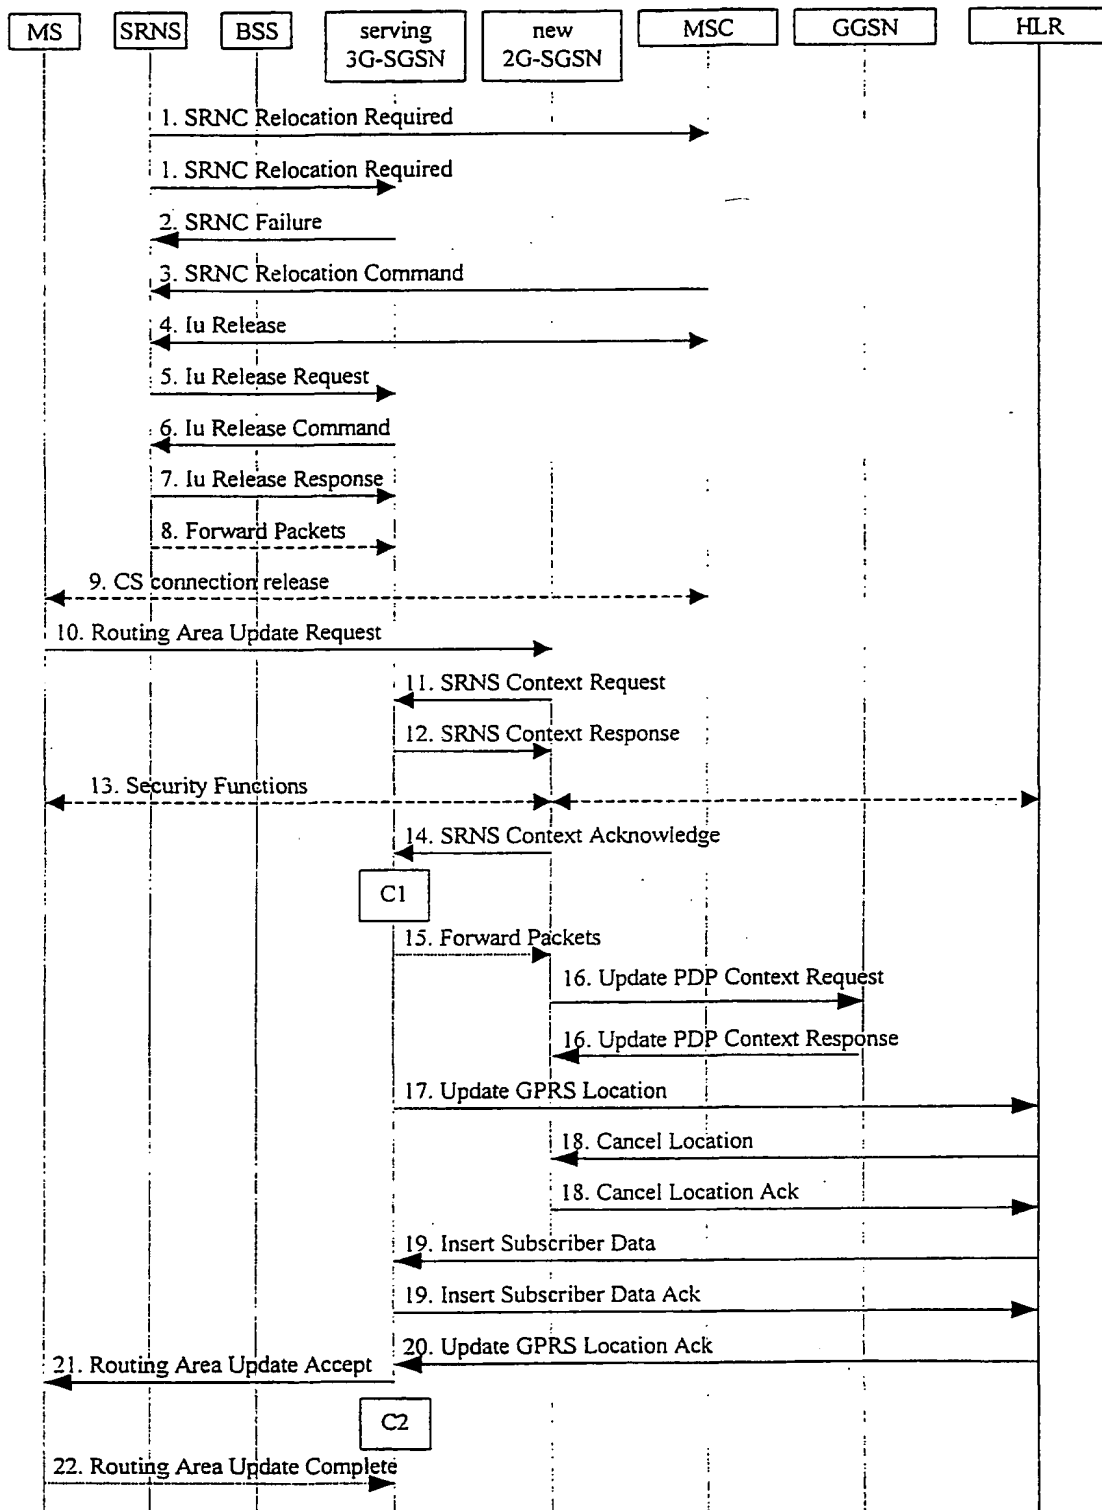 MS
SRNS
BSS
serving
3G-SGSN
new
2G-SGSN
MSC
GGSN
HLR
1. SRNC Relocation Required
1. SRNC Relocation Required
2. SRNC Failure
3. SRNC Relocation Command
4. Iu Release
5. Iu Release Request
6. Iu Release Command
7. Iu Release Response
8. Forward Packets
9. CS connection release
10. Routing Area Update Request
11. SRNS Context Request
12. SRNS Context Response
13. Security Functions
14. SRNS Context Acknowledge
C1
15. Forward Packets
16. Update PDP Context Request
16. Update PDP Context Response
17. Update GPRS Location
18. Cancel Location
18. Cancel Location Ack
19. Insert Subscriber Data
19. Insert Subscriber Data Ack
20. Update GPRS Location Ack
21. Routing Area Update Accept
C2
22. Routing Area Update Complete